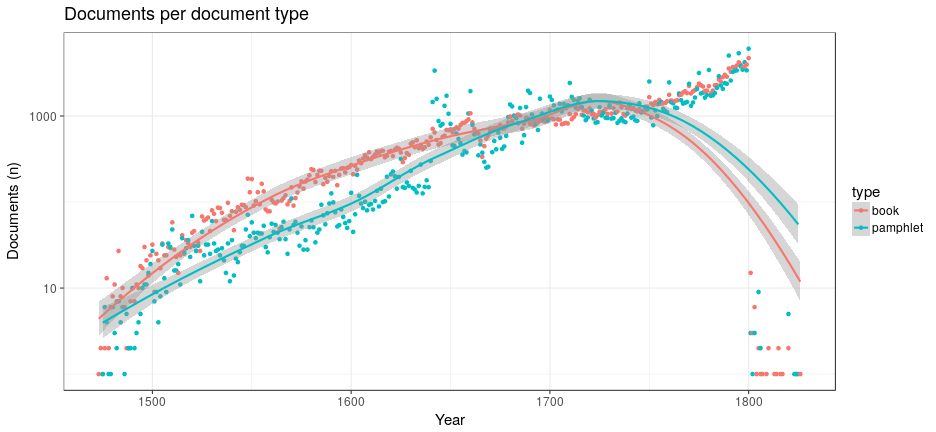 Documents per document type
Documents (n)
1000
10
1500 1600 1700 1800
Year
type
book
pamphlet